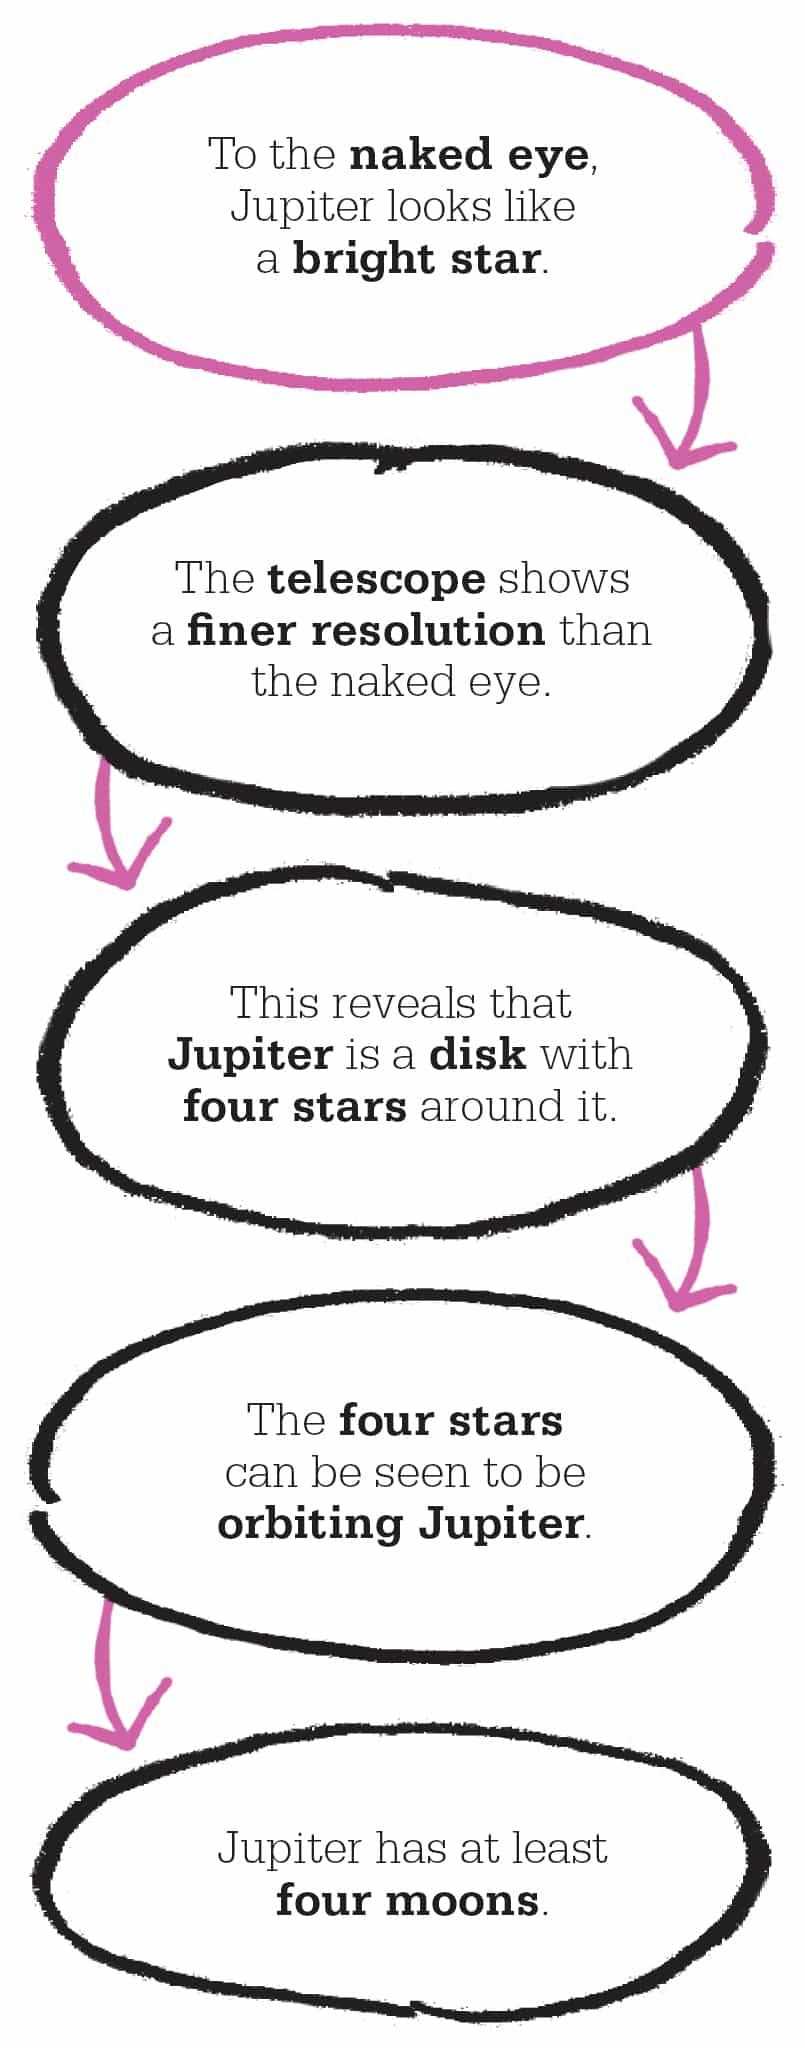 To the naked eye,
Jupiter looks like
a bright star.
The telescope shows
a finer resolution than
the naked eye.
This reveals that
Jupiter is a disk with
four stars around it.
The four stars
can be seen to be
orbiting Jupiter.
Jupiter has at least
four moons.